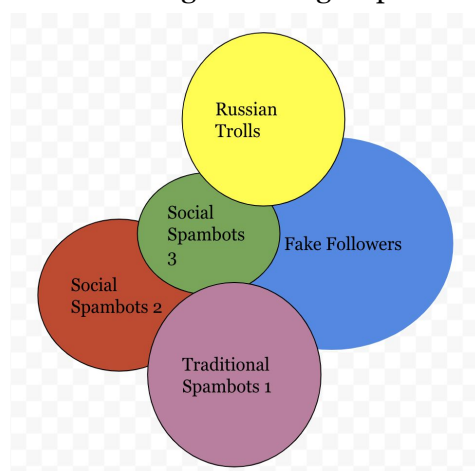 Russian
Trolls
Social
Spambots
3
Fake Followers
Social
Spambots 2
Traditional
Spambots 1